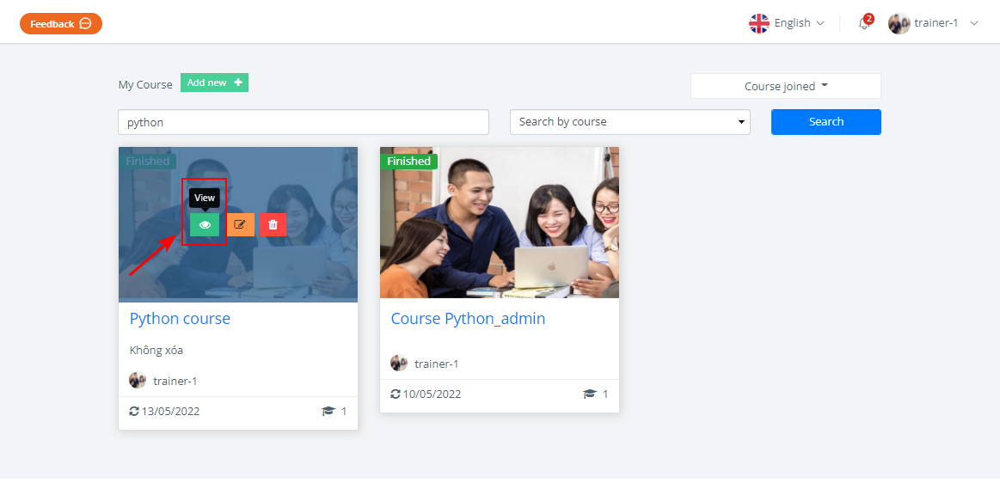 Feedback
English
2
trainer-1
My Course
Add new +
Course joined
python
Search by course
Search
Finished
View
Python course
Không xóa
trainer-1
13/05/2022
1
Finished
Course Python_admin
trainer-1
10/05/2022
1